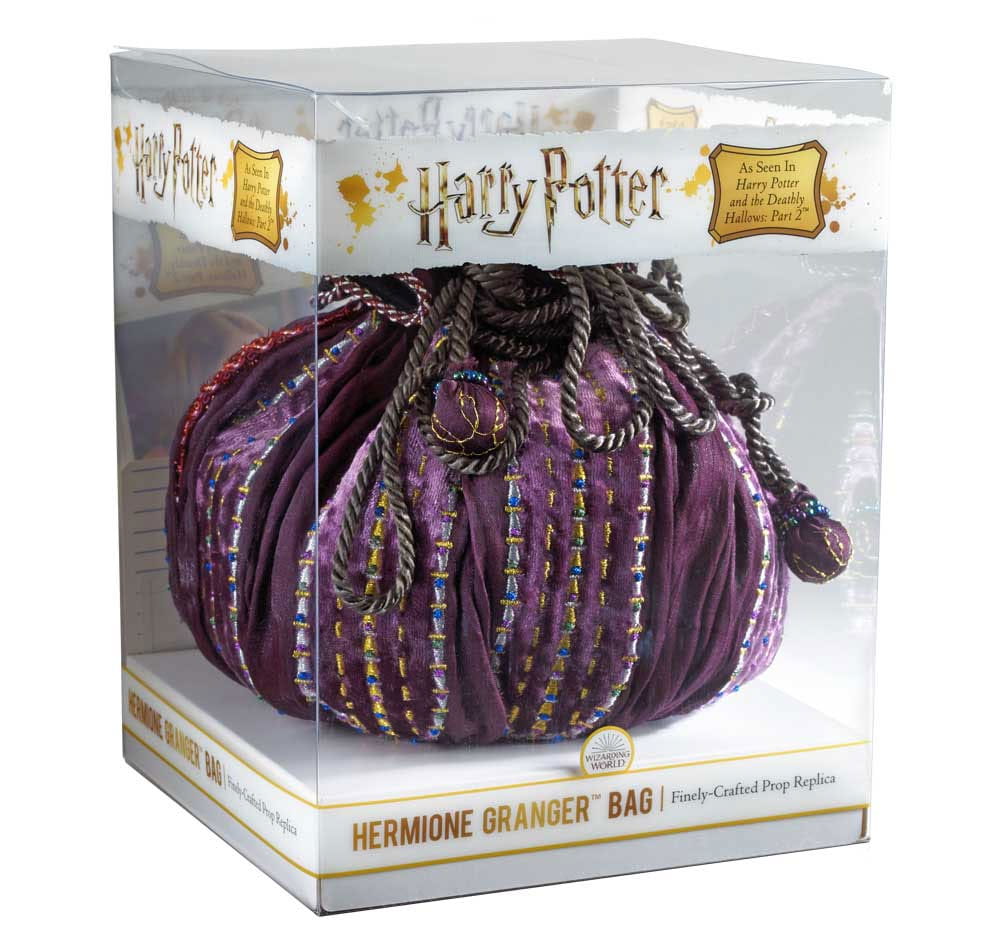 Harry Potter
As Seen In
Harry Potter
and the Deathly
Hallows: Part 2™
Harry Potter
As Seen In
Harry Potter
and the Deathly
Hallows: Part 2™
WIZARDING
WORLD
HERMIONE GRANGER™ BAG | Finely-Crafted Prop Replica
HERMIONE GRANGER™ BAG | Finely-Crafted Prop Replica